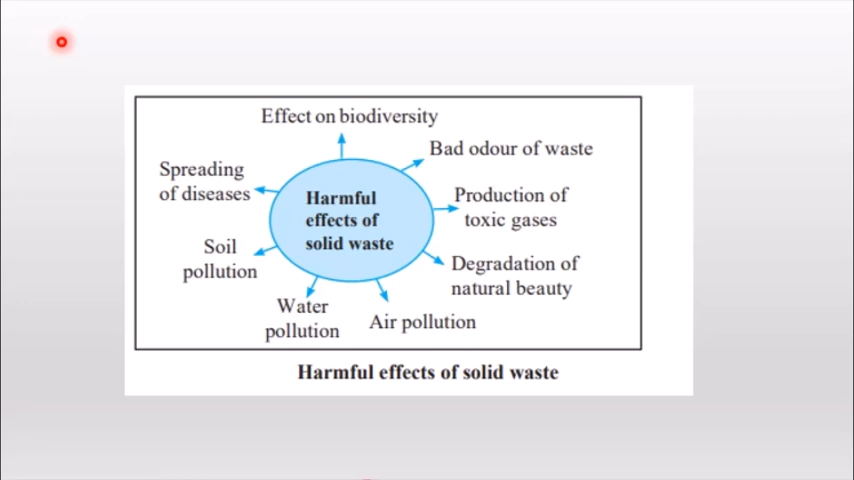 Effect on biodiversity
Bad odour of waste
Spreading
of diseases
Harmful
effects of
solid waste
Production of
toxic gases
Soil
pollution
Degradation of
natural beauty
Water
pollution
Air pollution
Harmful effects of solid waste